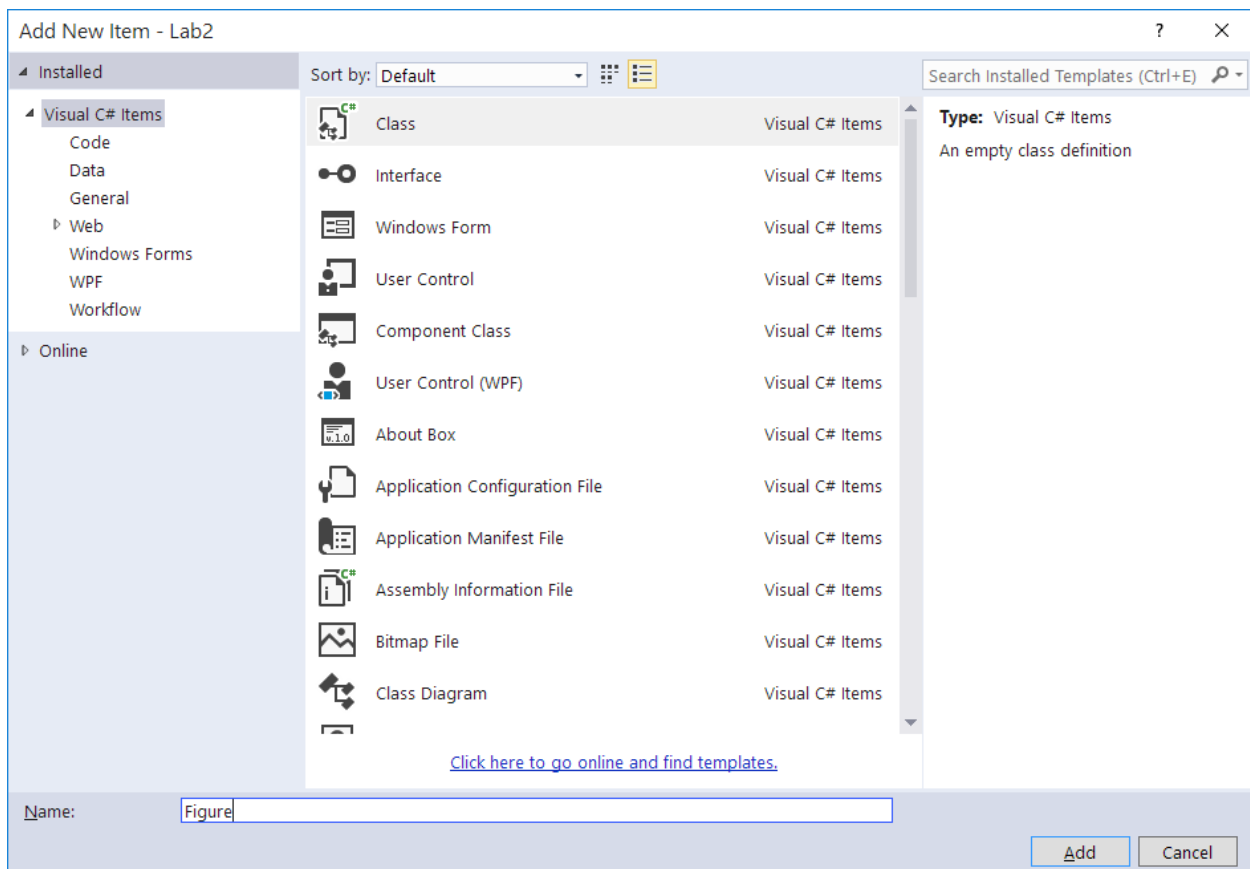 Add New Item - Lab2
?
Installed
Sort by: Default
Search Installed Templates (Ctrl+E)
Visual C# Items
Code
Data
General
Web
Windows Forms
WPF
Workflow
Online
C#
Class Visual C# Items
Interface Visual C# Items
Windows Form Visual C# Items
User Control Visual C# Items
Component Class Visual C# Items
User Control (WPF) Visual C# Items
v.1.0
About Box Visual C# Items
Application Configuration File Visual C# Items
Application Manifest File Visual C# Items
C#
Assembly Information File Visual C# Items
Bitmap File Visual C# Items
Class Diagram Visual C# Items
Click here to go online and find templates.
Type: Visual C# Items
An empty class definition
Name: Figure
Add Cancel